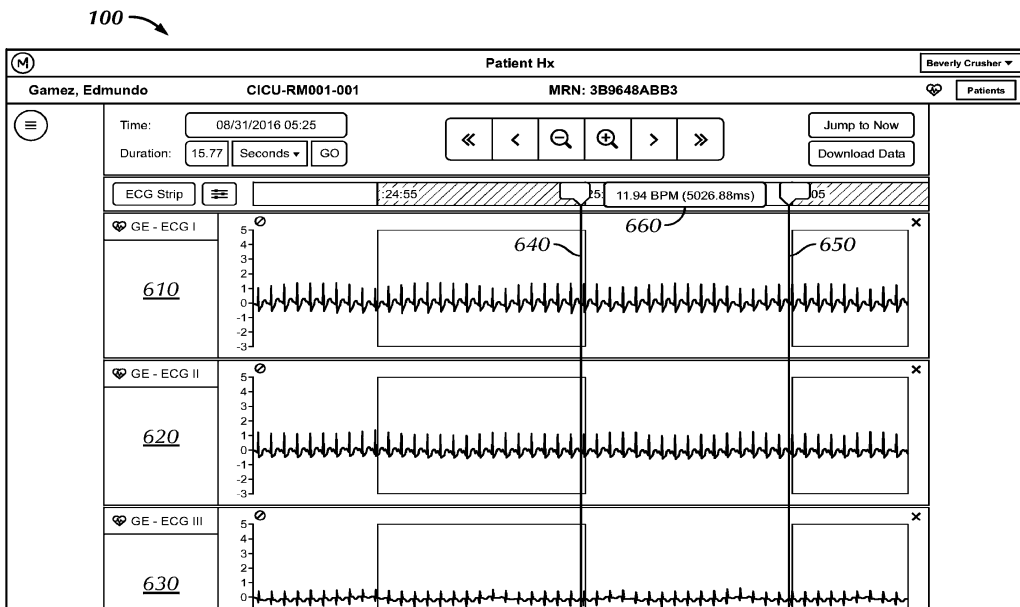 100
M
Patient Hx
Beverly Crusher
Gamez, Edmundo
CICU-RM001-001
MRN: 3B9648ABB3
Patients
Time:
08/31/2016 05:25
Jump to Now
Duration:
15.77
Seconds
GO
Download Data
ECG Strip
:24:55
25:
11.94 BPM (5026.88ms)
05
660
GE - ECG I
610
5
4
3
2
1
0
-1
-2
-3
640
650
GE - ECG II
620
5
4
3
2
1
0
-1
-2
-3
GE - ECG III
630
5
4
3
2
1
0